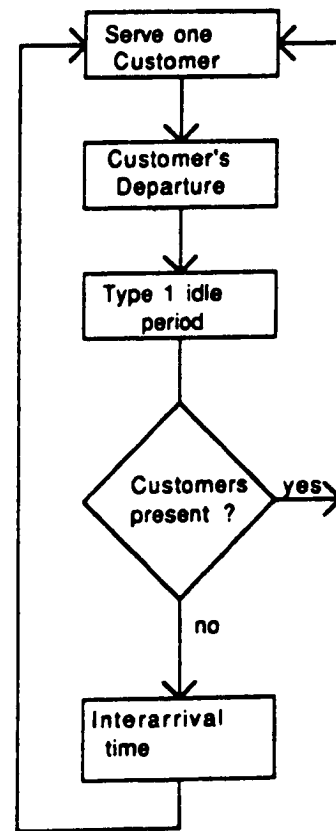 Serve one
Customer
Customer's
Departure
Type 1 idle
period
Customers
present ?
yes
no
Interarrival
time